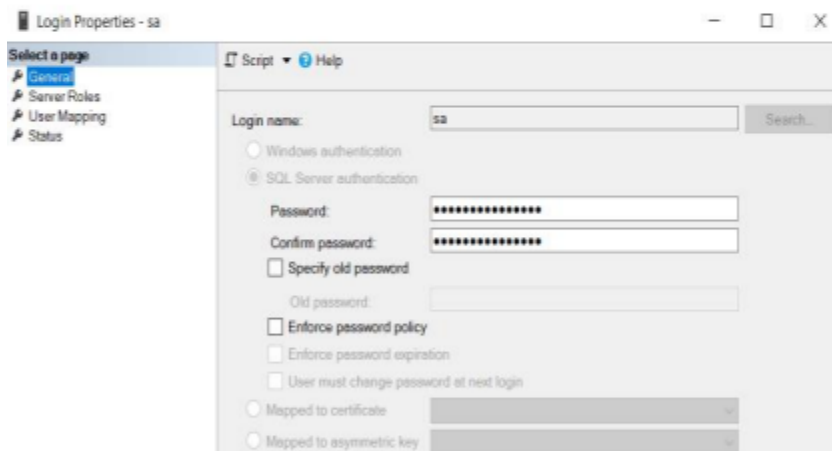 Login Properties - sa
Select a page
General
Server Roles
User Mapping
Status
Script Help
Login name: sa Search...
Windows authentication
SQL Server authentication
Password: •••••••••••••••
Confirm password: •••••••••••••••
Specify old password
Old password:
Enforce password policy
Enforce password expiration
User must change password at next login
Mapped to certificate
Mapped to asymmetric key